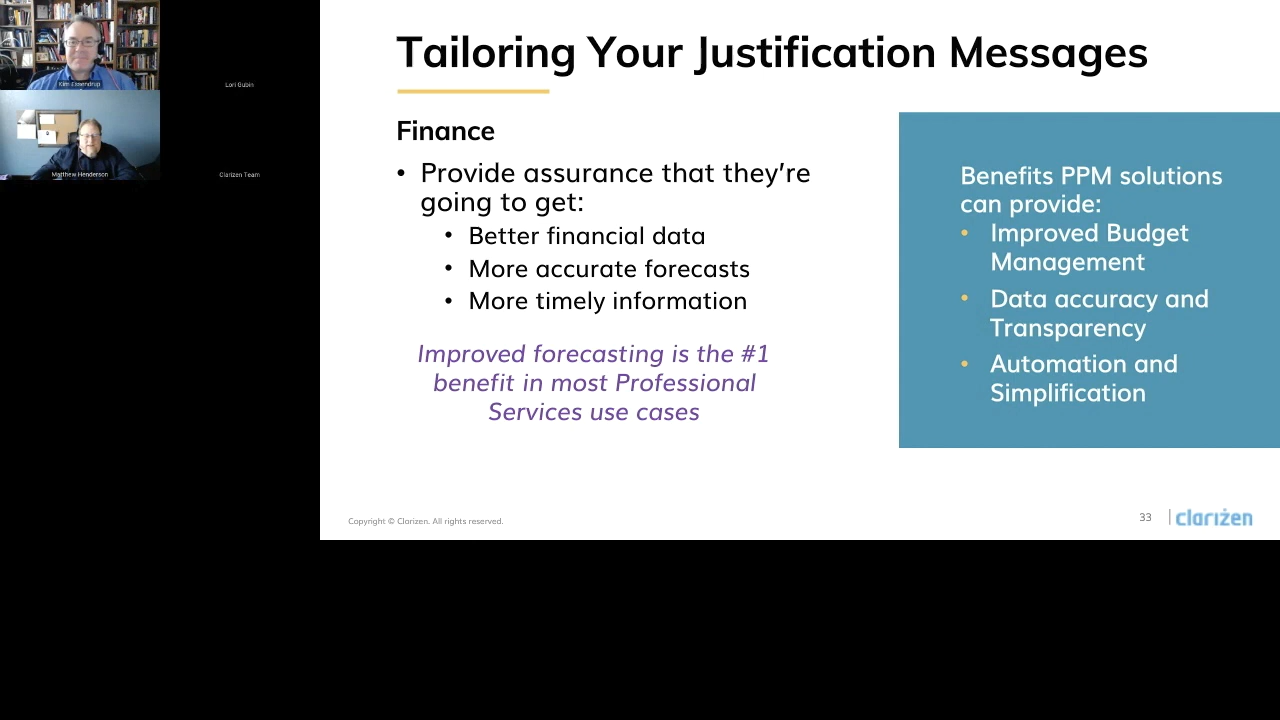 Kim Essendrup
Lori Gubin
Matthew Henderson
Clarizen Team
Tailoring Your Justification Messages
Finance
• Provide assurance that they're
going to get:
• Better financial data
• More accurate forecasts
• More timely information
Improved forecasting is the #1
benefit in most Professional
Services use cases
Benefits PPM solutions
can provide:
• Improved Budget
Management
• Data accuracy and
Transparency
• Automation and
Simplification
Copyright © Clarizen. All rights reserved.
33
clarizen